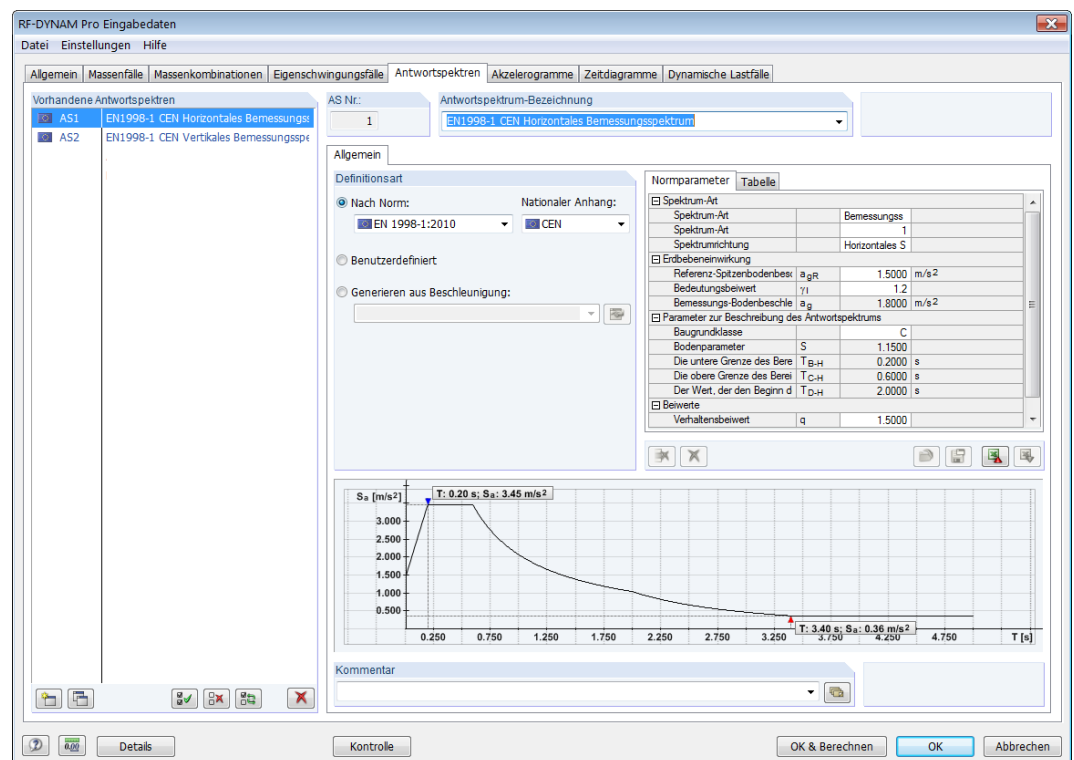 RF-DYNAM Pro Eingabedaten
Datei Einstellungen Hilfe
Allgemein Massenfälle Massenkombinationen Eigenschwingungsfälle Antwortspektren Akzelerogramme Zeitdiagramme Dynamische Lastfälle
Vorhandene Antwortspektren
AS1 EN1998-1 CEN Horizontales Bemessungs
AS2 EN1998-1 CEN Vertikales Bemessungsspe
AS Nr.:
1
Antwortspektrum-Bezeichnung
EN1998-1 CEN Horizontales Bemessungsspektrum
Allgemein
Definitionsart
Nach Norm: Nationaler Anhang:
EN 1998-1:2010 CEN
Benutzerdefiniert
Generieren aus Beschleunigung:
Normparameter Tabelle
Spektrum-Art
Spektrum-Art Bemessungss
Spektrum-Art 1
Spektrumrichtung Horizontales S
Erdbebeneinwirkung
Referenz-Spitzenbodenbesc agR 1.5000 m/s2
Bedeutungsbeiwert γI 1.2
Bemessungs-Bodenbeschle ag 1.8000 m/s2
Parameter zur Beschreibung des Antwortspektrums
Baugrundklasse C
Bodenparameter S 1.1500
Die untere Grenze des Bere TB-H 0.2000 s
Die obere Grenze des Berei TC-H 0.6000 s
Der Wert, der den Beginn d TD-H 2.0000 s
Beiwerte
Verhaltensbeiwert q 1.5000
Sa [m/s2]
T: 0.20 s; Sa: 3.45 m/s2
3.000
2.500
2.000
1.500
1.000
0.500
T: 3.40 s; Sa: 0.36 m/s2
0.250 0.750 1.250 1.750 2.250 2.750 3.250 3.750 4.250 4.750 T [s]
Kommentar
0.00 Details Kontrolle OK & Berechnen OK Abbrechen